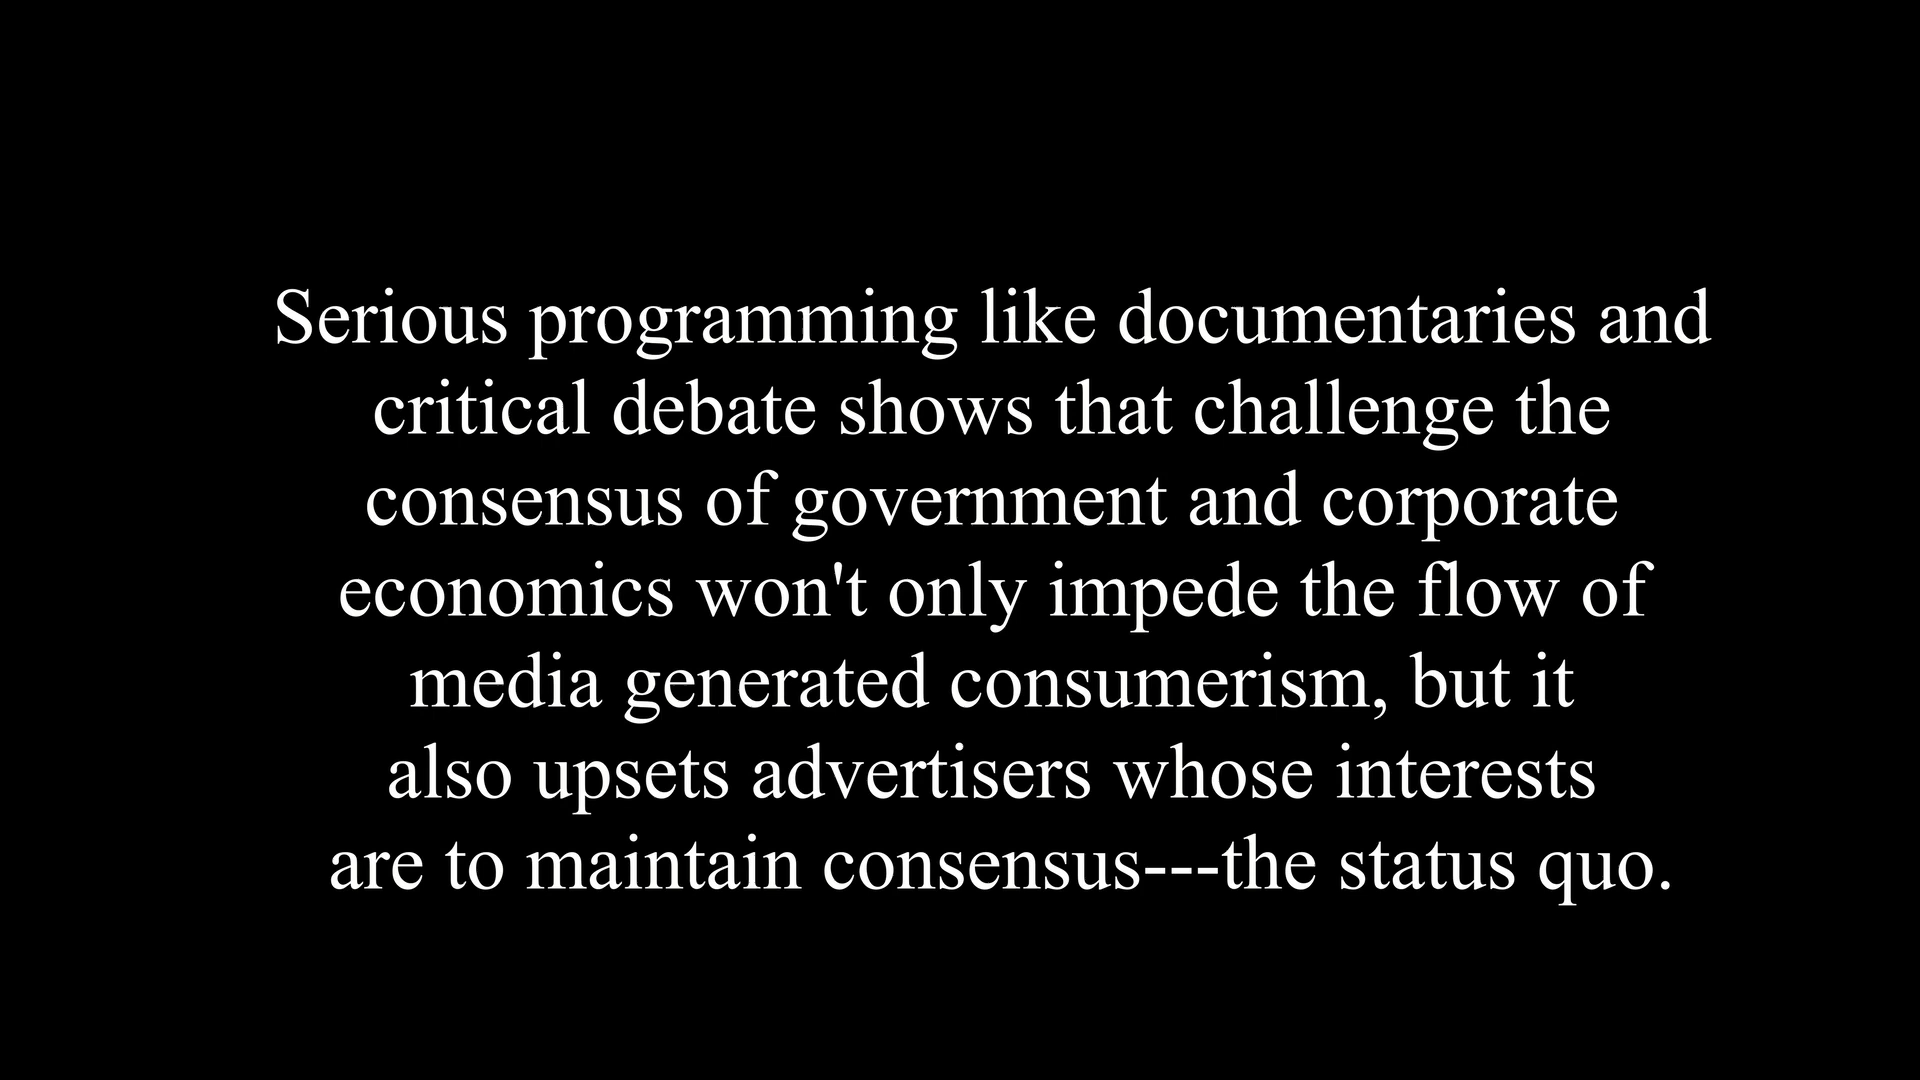 Serious programming like documentaries and
critical debate shows that challenge the
consensus of government and corporate
economics won't only impede the flow of
media generated consumerism, but it
also upsets advertisers whose interests
are to maintain consensus---the status quo.